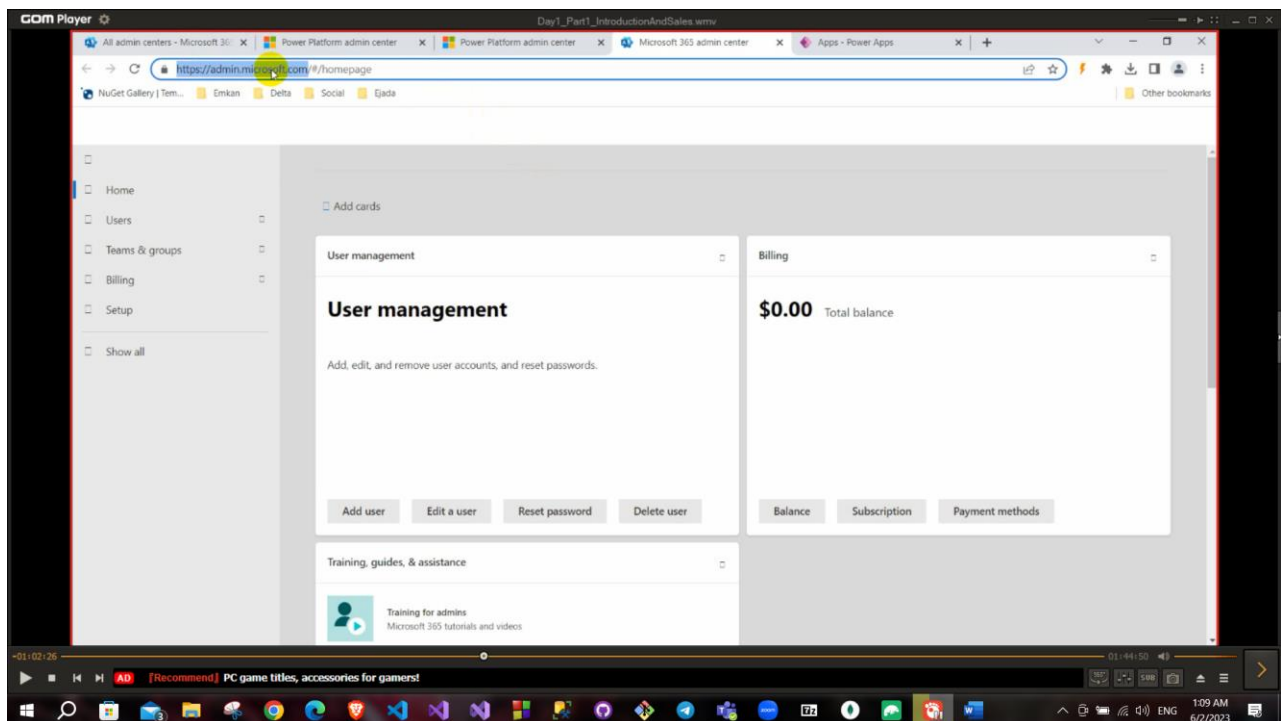 GOM Player
Day1_Part1_IntroductionAndSales.wmv
All admin centers - Microsoft 36
Power Platform admin center
Power Platform admin center
Microsoft 365 admin center
Apps - Power Apps
https://admin.microsoft.com/#/homepage
NuGet Gallery | Tem...
Emkan
Delta
Social
Ejada
Other bookmarks
Home
Users
Teams & groups
Billing
Setup
Show all
Add cards
User management
User management
Add, edit, and remove user accounts, and reset passwords.
Add user
Edit a user
Reset password
Delete user
Billing
$0.00 Total balance
Balance
Subscription
Payment methods
Training, guides, & assistance
Training for admins
Microsoft 365 tutorials and videos
-01:02:26
01:44:50
AD [Recommend] PC game titles, accessories for gamers!
360°
SUB
3
zoom
7z
ENG
1:09 AM
6/2/2023